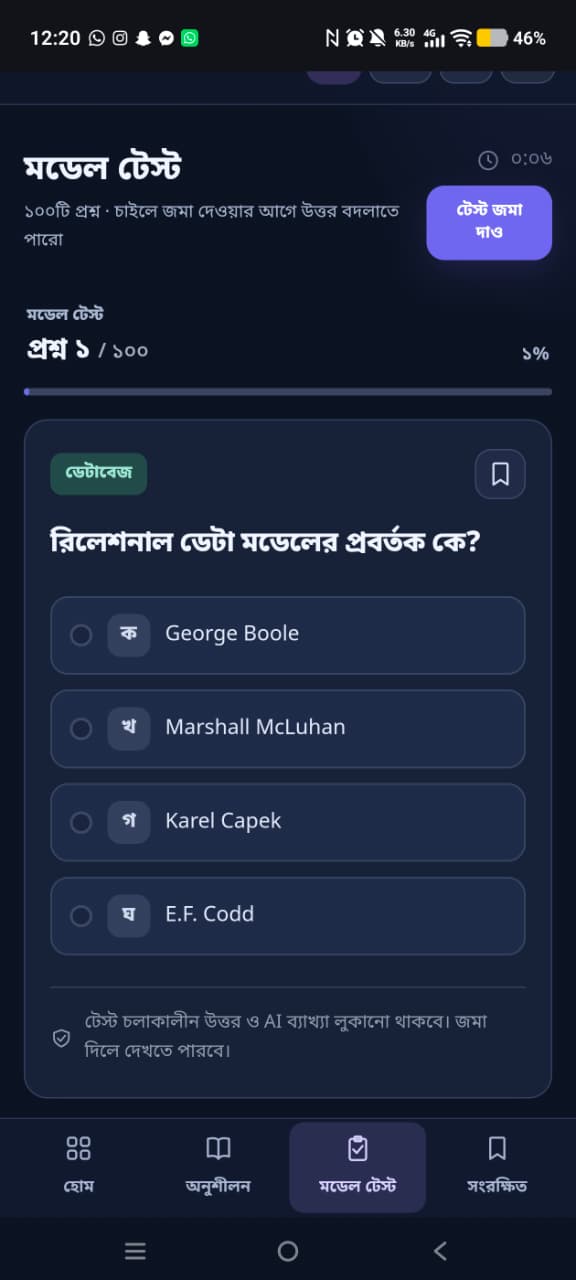 12:20
6.30 KB/s 4G 46%
মডেল টেস্ট
০:০৬
১০০টি প্রশ্ন · চাইলে জমা দেওয়ার আগে উত্তর বদলাতে
পারো
টেস্ট জমা
দাও
মডেল টেস্ট
প্রশ্ন ১ / ১০০
১%
ডেটাবেজ
রিলেশনাল ডেটা মডেলের প্রবর্তক কে?
ক George Boole
খ Marshall McLuhan
গ Karel Capek
ঘ E.F. Codd
টেস্ট চলাকালীন উত্তর ও AI ব্যাখ্যা লুকানো থাকবে। জমা
দিলে দেখতে পারবে।
হোম অনুশীলন মডেল টেস্ট সংরক্ষিত